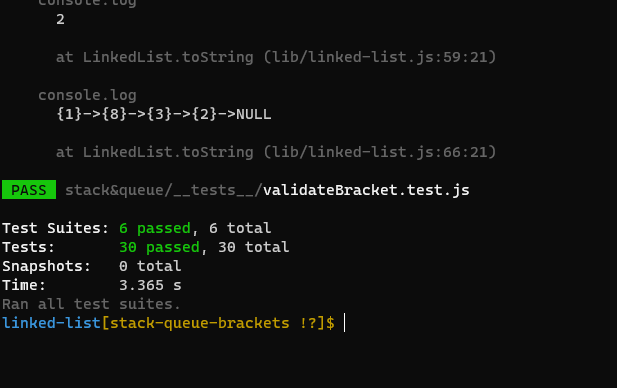 console.log
2
at LinkedList.toString (lib/linked-list.js:59:21)
console.log
{1}->{8}->{3}->{2}->NULL
at LinkedList.toString (lib/linked-list.js:66:21)
PASS stack&queue/__tests__/validateBracket.test.js
Test Suites: 6 passed, 6 total
Tests: 30 passed, 30 total
Snapshots: 0 total
Time: 3.365 s
Ran all test suites.
linked-list[stack-queue-brackets !?]$